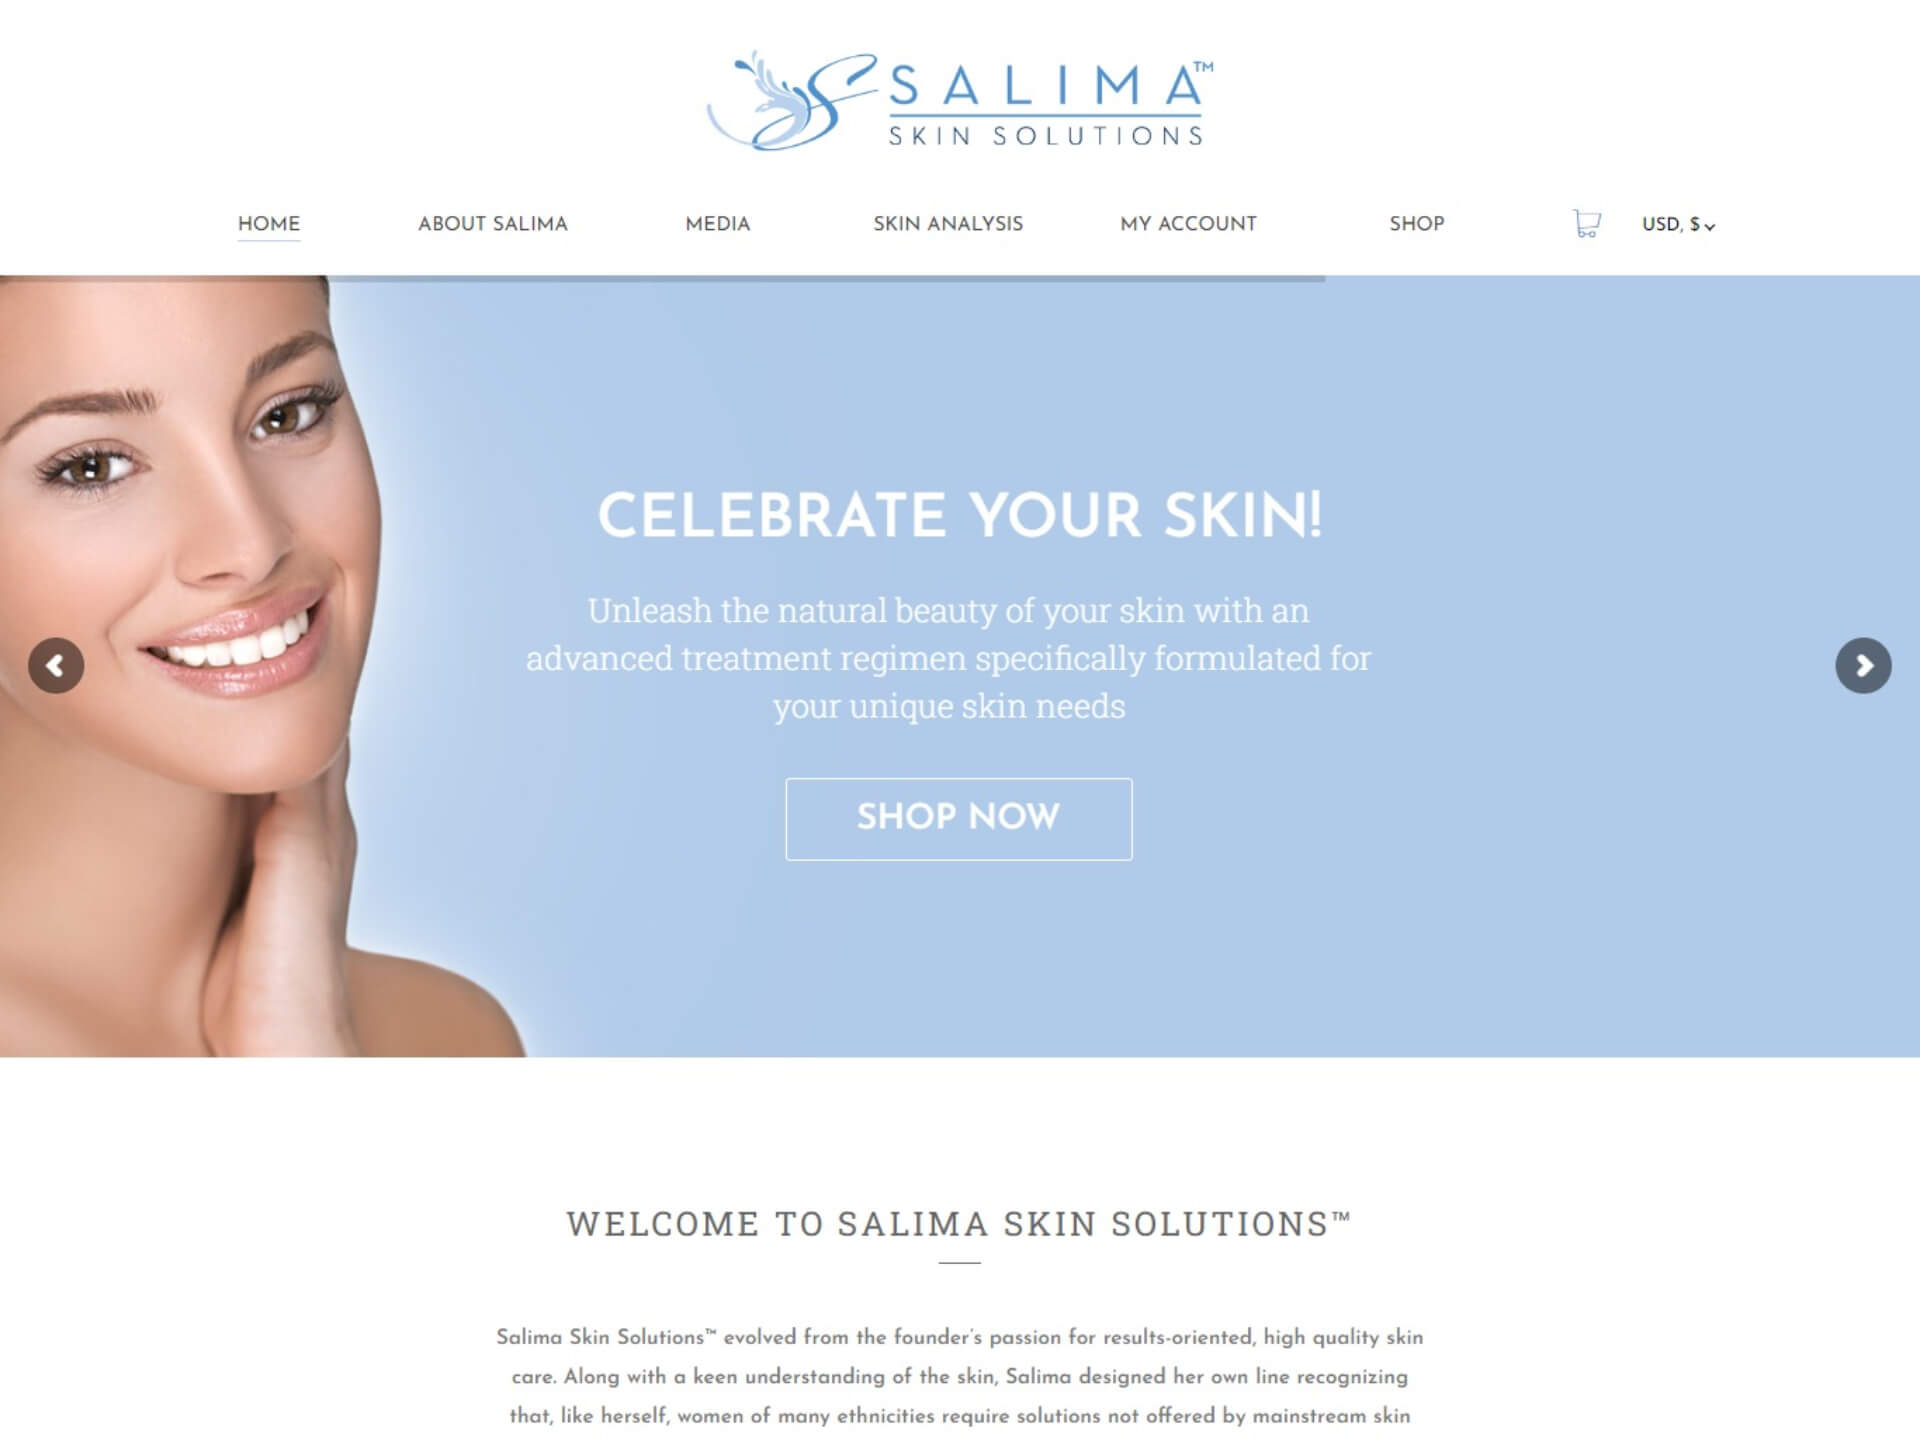 SALIMA™
SKIN SOLUTIONS
HOME ABOUT SALIMA MEDIA SKIN ANALYSIS MY ACCOUNT SHOP USD, $
CELEBRATE YOUR SKIN!
Unleash the natural beauty of your skin with an
advanced treatment regimen specifically formulated for
your unique skin needs
SHOP NOW
WELCOME TO SALIMA SKIN SOLUTIONS™
Salima Skin Solutions™ evolved from the founder's passion for results-oriented, high quality skin
care. Along with a keen understanding of the skin, Salima designed her own line recognizing
that, like herself, women of many ethnicities require solutions not offered by mainstream skin